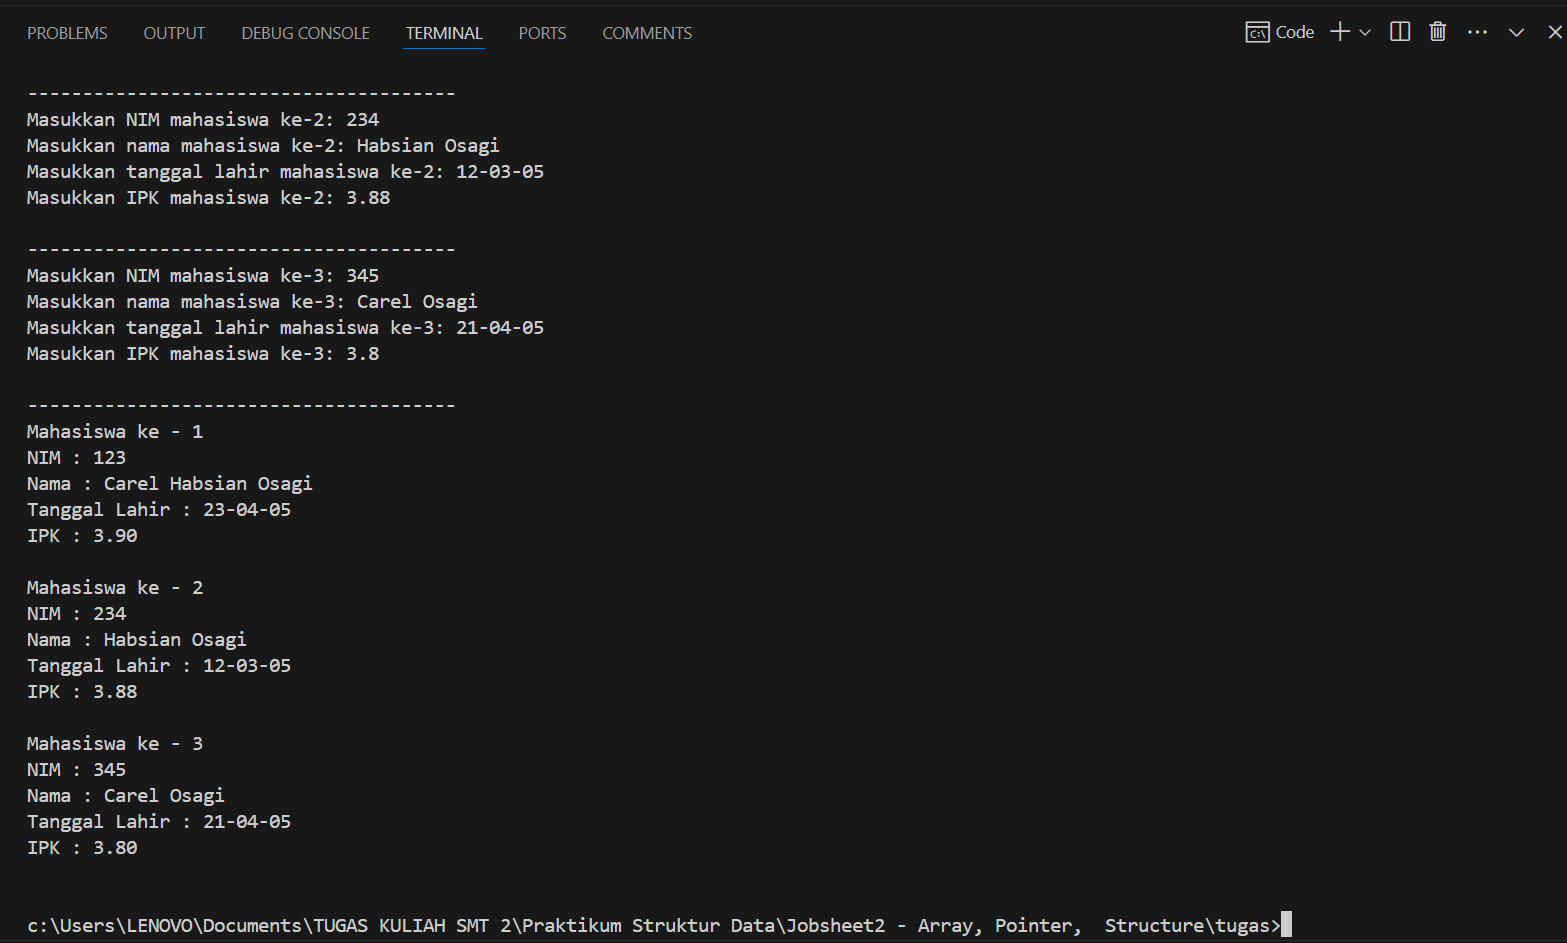 PROBLEMS OUTPUT DEBUG CONSOLE TERMINAL PORTS COMMENTS Code
---------------------------------------
Masukkan NIM mahasiswa ke-2: 234
Masukkan nama mahasiswa ke-2: Habsian Osagi
Masukkan tanggal lahir mahasiswa ke-2: 12-03-05
Masukkan IPK mahasiswa ke-2: 3.88
---------------------------------------
Masukkan NIM mahasiswa ke-3: 345
Masukkan nama mahasiswa ke-3: Carel Osagi
Masukkan tanggal lahir mahasiswa ke-3: 21-04-05
Masukkan IPK mahasiswa ke-3: 3.8
---------------------------------------
Mahasiswa ke - 1
NIM : 123
Nama : Carel Habsian Osagi
Tanggal Lahir : 23-04-05
IPK : 3.90
Mahasiswa ke - 2
NIM : 234
Nama : Habsian Osagi
Tanggal Lahir : 12-03-05
IPK : 3.88
Mahasiswa ke - 3
NIM : 345
Nama : Carel Osagi
Tanggal Lahir : 21-04-05
IPK : 3.80
c:\Users\LENOVO\Documents\TUGAS KULIAH SMT 2\Praktikum Struktur Data\Jobsheet2 - Array, Pointer,  Structure\tugas>